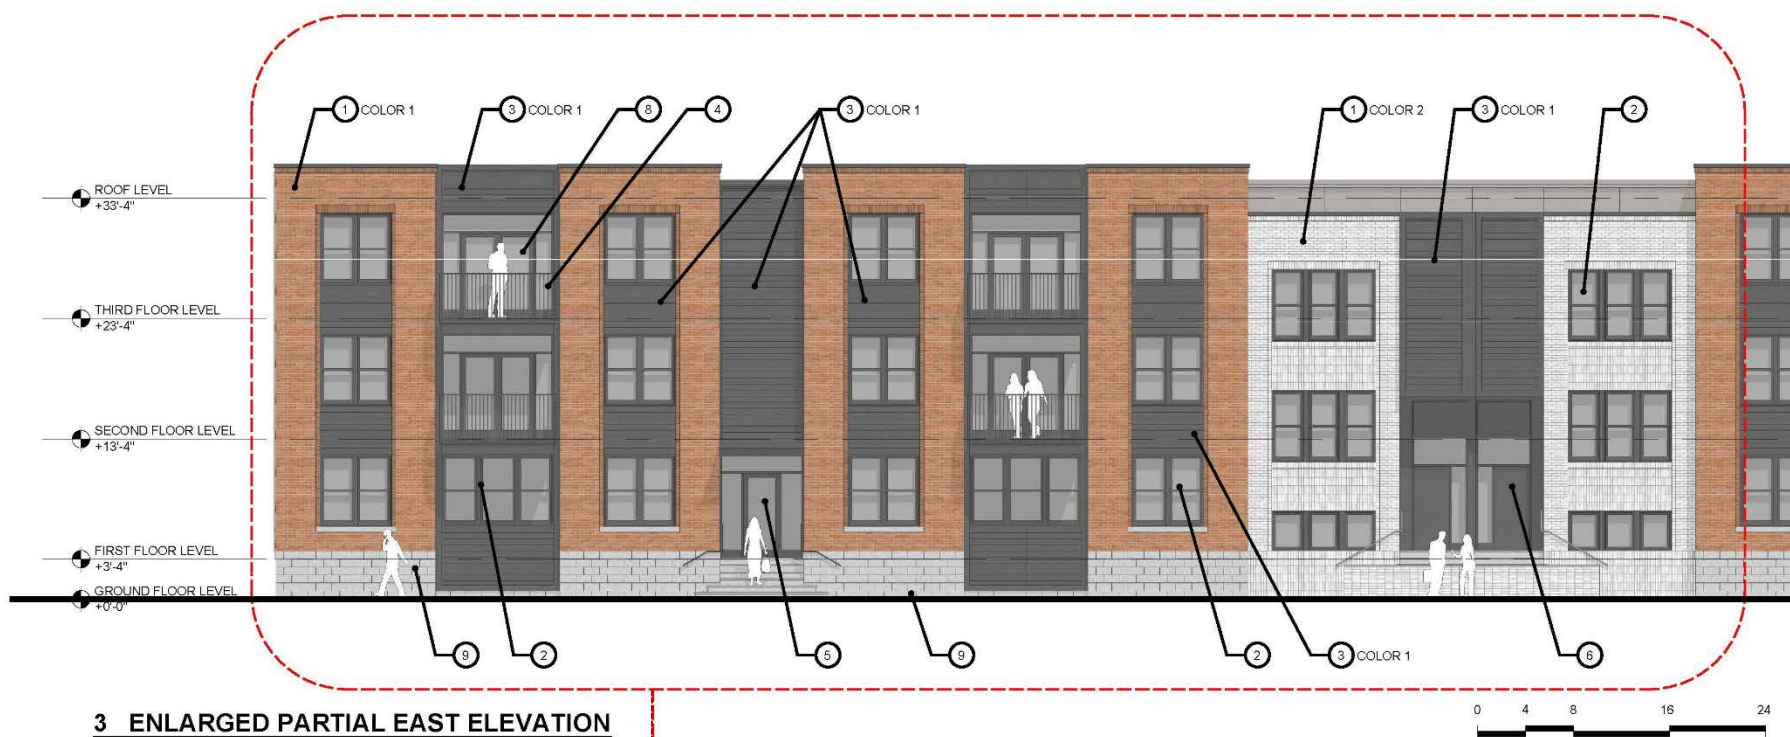 1 COLOR 1
3 COLOR 1
8
4
3 COLOR 1
1 COLOR 2
3 COLOR 1
2
ROOF LEVEL
+33'-4"
THIRD FLOOR LEVEL
+23'-4"
SECOND FLOOR LEVEL
+13'-4"
FIRST FLOOR LEVEL
+3'-4"
GROUND FLOOR LEVEL
+0'-0"
9
2
5
9
2
3 COLOR 1
6
3 ENLARGED PARTIAL EAST ELEVATION
0 4 8 16 24